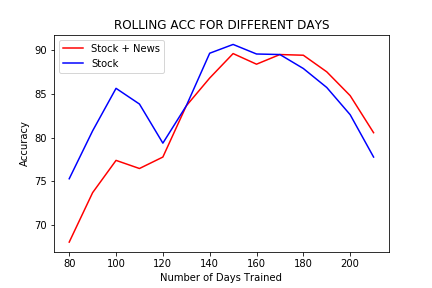 ROLLING ACC FOR DIFFERENT DAYS
Stock + News
Stock
Accuracy
90
85
80
75
70
80 100 120 140 160 180 200
Number of Days Trained